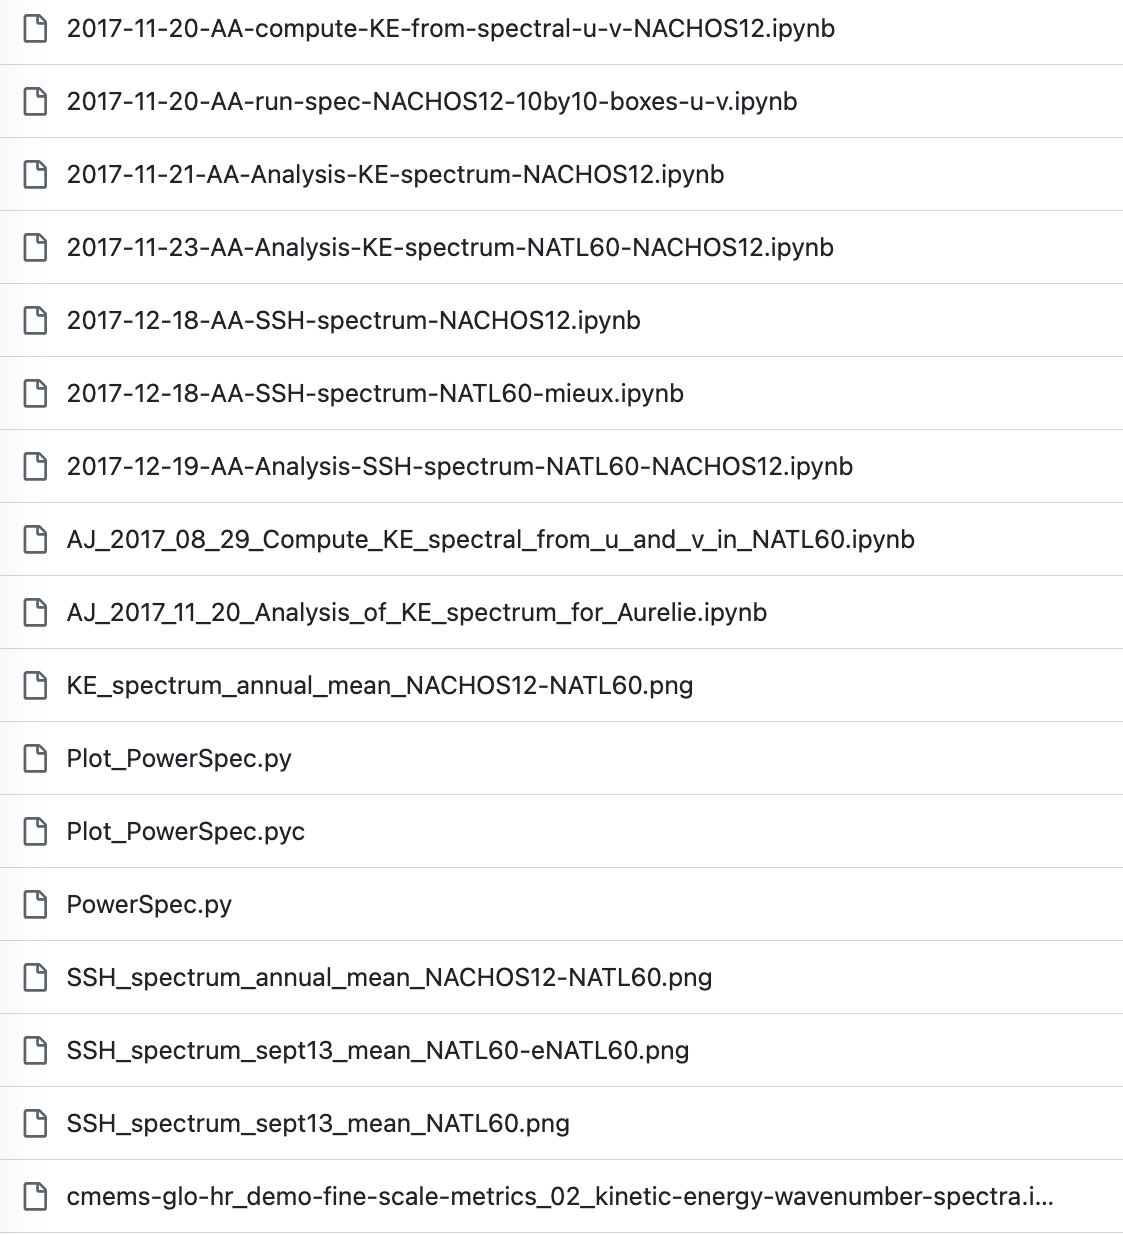 2017-11-20-AA-compute-KE-from-spectral-u-v-NACHOS12.ipynb
2017-11-20-AA-run-spec-NACHOS12-10by10-boxes-u-v.ipynb
2017-11-21-AA-Analysis-KE-spectrum-NACHOS12.ipynb
2017-11-23-AA-Analysis-KE-spectrum-NATL60-NACHOS12.ipynb
2017-12-18-AA-SSH-spectrum-NACHOS12.ipynb
2017-12-18-AA-SSH-spectrum-NATL60-mieux.ipynb
2017-12-19-AA-Analysis-SSH-spectrum-NATL60-NACHOS12.ipynb
AJ_2017_08_29_Compute_KE_spectral_from_u_and_v_in_NATL60.ipynb
AJ_2017_11_20_Analysis_of_KE_spectrum_for_Aurelie.ipynb
KE_spectrum_annual_mean_NACHOS12-NATL60.png
Plot_PowerSpec.py
Plot_PowerSpec.pyc
PowerSpec.py
SSH_spectrum_annual_mean_NACHOS12-NATL60.png
SSH_spectrum_sept13_mean_NATL60-eNATL60.png
SSH_spectrum_sept13_mean_NATL60.png
cmems-glo-hr_demo-fine-scale-metrics_02_kinetic-energy-wavenumber-spectra.i...